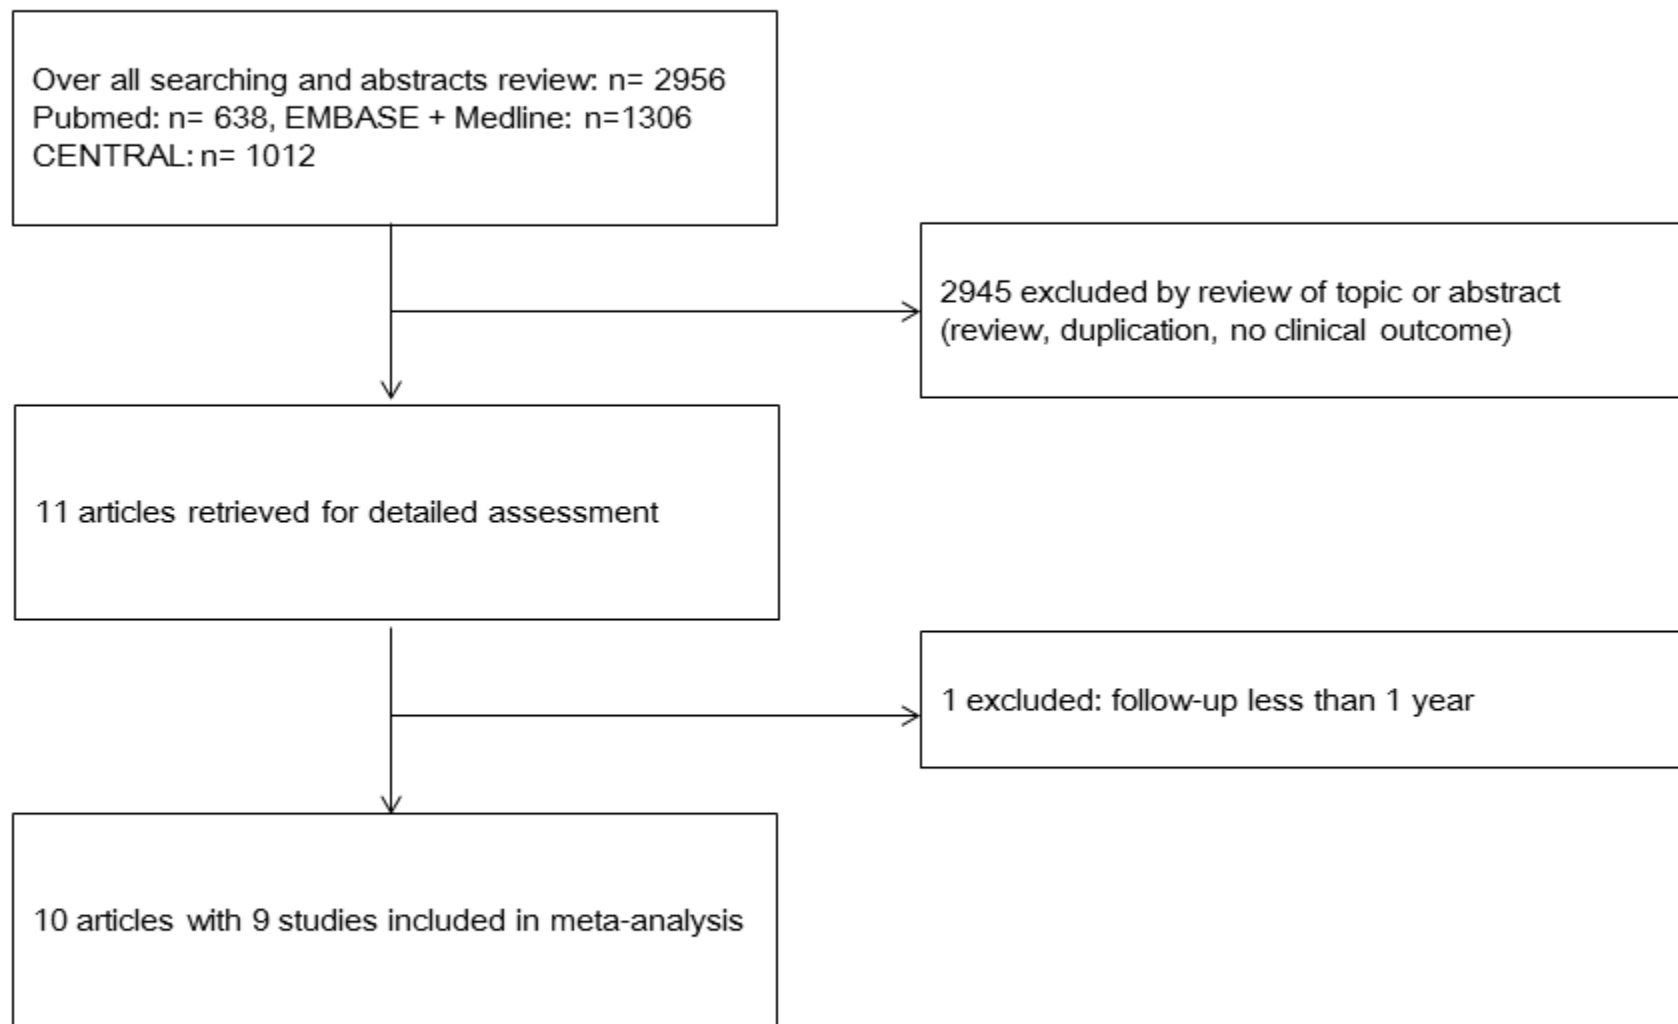 Over all searching and abstracts review: n= 2956
Pubmed: n= 638, EMBASE + Medline: n=1306
CENTRAL: n= 1012
2945 excluded by review of topic or abstract
(review, duplication, no clinical outcome)
11 articles retrieved for detailed assessment
1 excluded: follow-up less than 1 year
10 articles with 9 studies included in meta-analysis